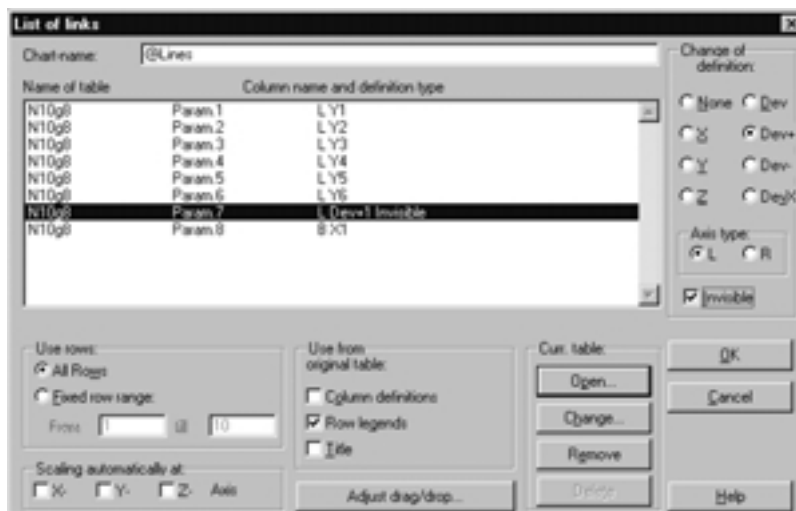 List of links
Chart-name: @Lines
Name of table Column name and definition type
N10g8 Param.1 L Y1
N10g8 Param.2 L Y2
N10g8 Param.3 L Y3
N10g8 Param.4 L Y4
N10g8 Param.5 L Y5
N10g8 Param.6 L Y6
N10g8 Param.7 L Dev+1 Invisible
N10g8 Param.8 B X1
Change of
definition:
None Dev
X Dev+
Y Dev-
Z Dev/X
Axis type:
L R
Invisible
Use rows:
All Rows
Fixed row range:
From: 1 till 10
Scaling automatically at:
X- Y- Z- Axis
Use from
original table:
Column definitions
Row legends
Title
Adjust drag/drop...
Curr. table:
Open...
Change...
Remove
Delete
OK
Cancel
Help